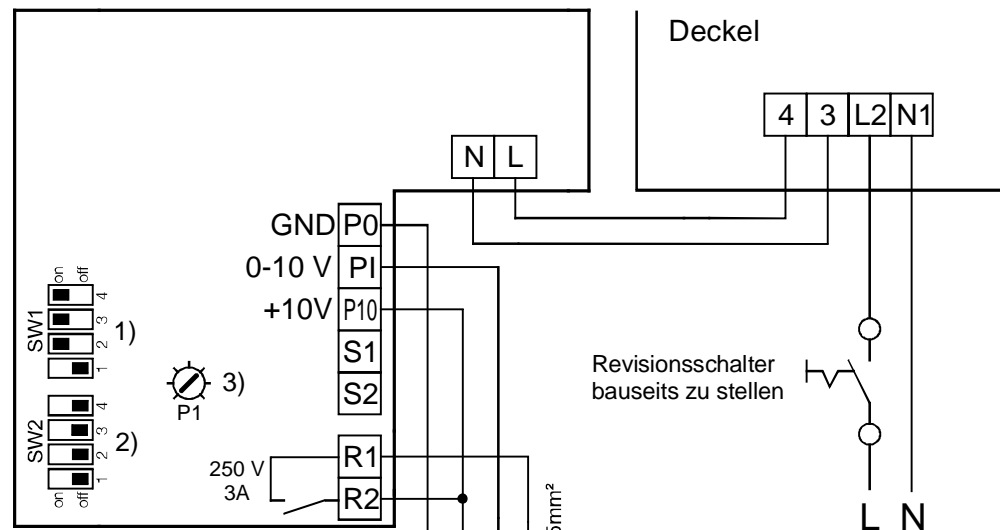 Deckel
4 3 L2 N1
N L
GND P0
0-10 V PI
+10V P10
S1
S2
on off
SW1
4
3
2
1
1)
P1
3)
SW2
4
3
2
1
2)
on off
250 V
3A
R1
R2
Revisionsschalter
bauseits zu stellen
L N